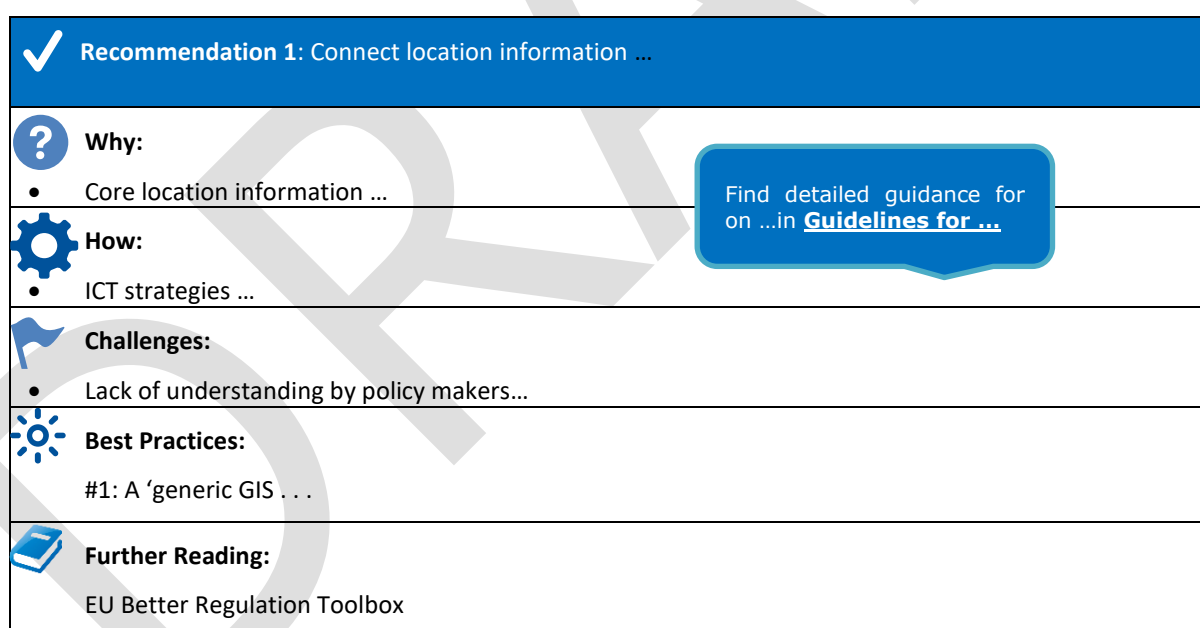 Recommendation 1: Connect location information …
Why:
• Core location information …
Find detailed guidance for
on …in Guidelines for ...
How:
• ICT strategies …
Challenges:
• Lack of understanding by policy makers…
Best Practices:
#1: A ‘generic GIS . . .
Further Reading:
EU Better Regulation Toolbox